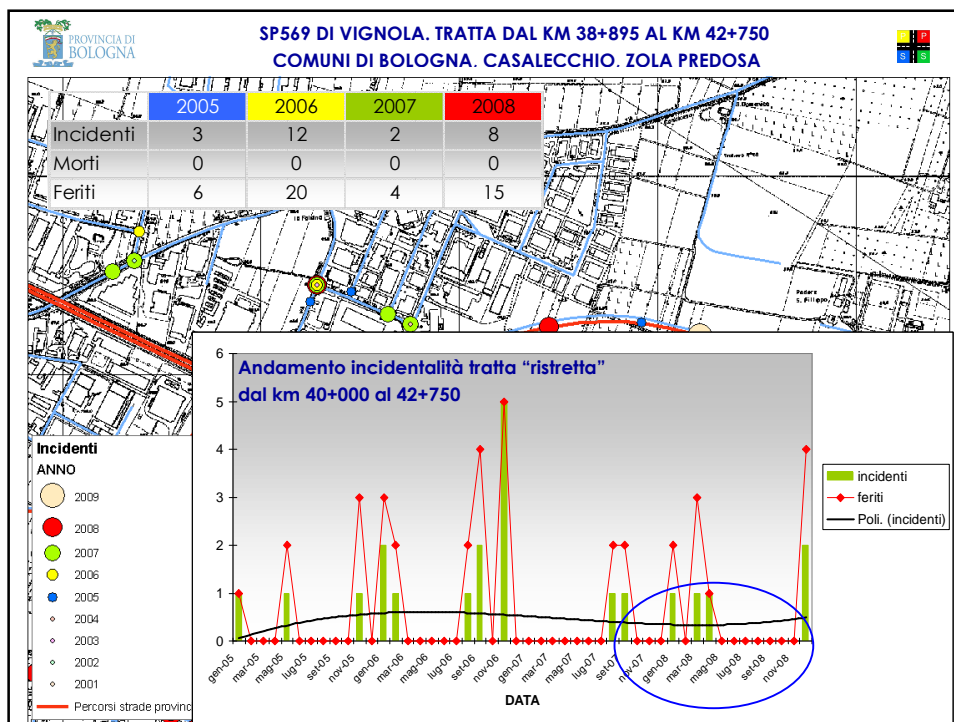 PROVINCIA DI
BOLOGNA
SP569 DI VIGNOLA. TRATTA DAL KM 38+895 AL KM 42+750
COMUNI DI BOLOGNA. CASALECCHIO. ZOLA PREDOSA
P P
S S
2005 2006 2007 2008
Incidenti 3 12 2 8
Morti 0 0 0 0
Feriti 6 20 4 15
Podere
S. Filippo
Andamento incidentalità tratta “ristretta”
dal km 40+000 al 42+750
6
5
4
3
2
1
0
gen-05 mar-05 mag-05 lug-05 set-05 nov-05 gen-06 mar-06 mag-06 lug-06 set-06 nov-06 gen-07 mar-07 mag-07 lug-07 set-07 nov-07 gen-08 mar-08 mag-08 lug-08 set-08 nov-08
DATA
incidenti
feriti
Poli. (incidenti)
Incidenti
ANNO
2009
2008
2007
2006
2005
2004
2003
2002
2001
Percorsi strade provinc